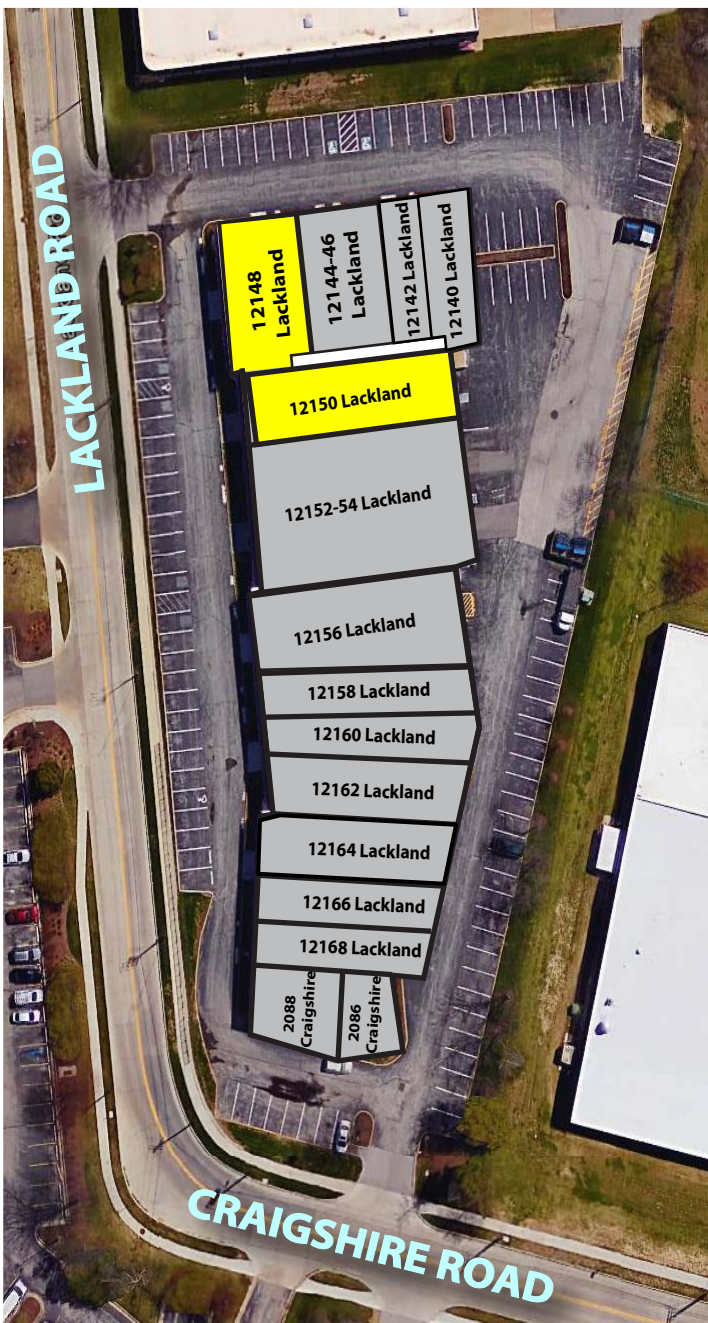 LACKLAND ROAD
12148
Lackland
12144-46
Lackland
12142 Lackland
12140 Lackland
12150 Lackland
12152-54 Lackland
12156 Lackland
12158 Lackland
12160 Lackland
12162 Lackland
12164 Lackland
12166 Lackland
12168 Lackland
2088
Craigshire
2086
Craigshire
CRAIGSHIRE ROAD